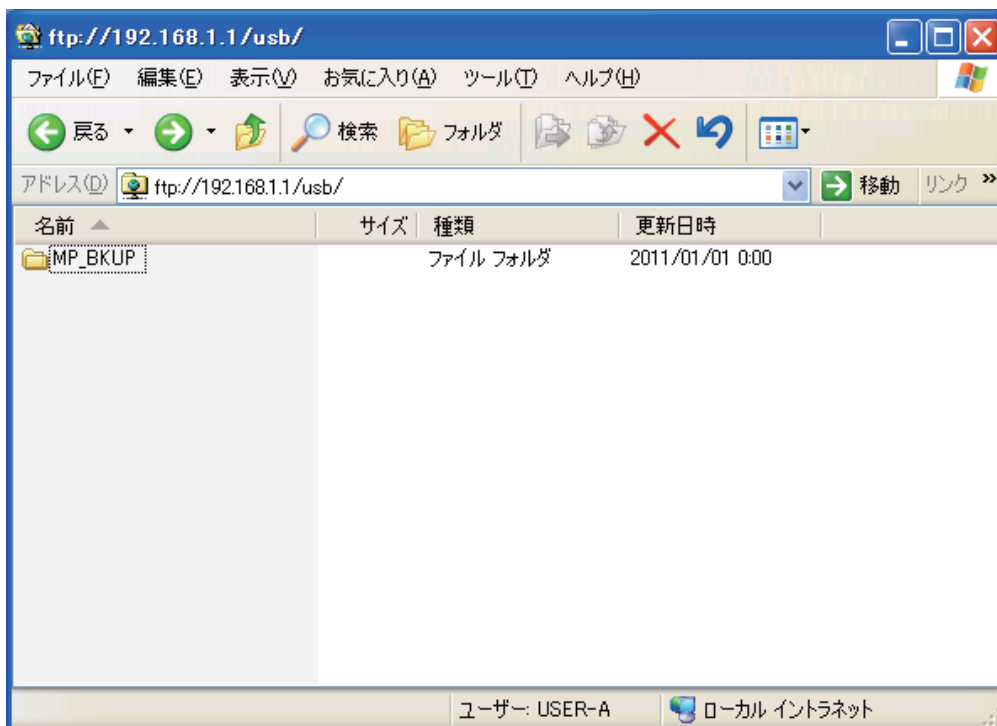 ftp://192.168.1.1/usb/
ファイル(F) 編集(E) 表示(V) お気に入り(A) ツール(T) ヘルプ(H)
戻る 検索 フォルダ
アドレス(D) ftp://192.168.1.1/usb/ 移動 リンク »
名前 サイズ 種類 更新日時
MP_BKUP ファイル フォルダ 2011/01/01 0:00
ユーザー: USER-A ローカル イントラネット